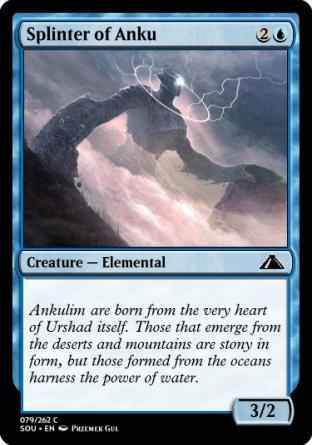 Splinter of Anku 2
Creature — Elemental
Ankulim are born from the very heart
of Urshad itself. Those that emerge from
the deserts and mountains are stony in
form, but those formed from the oceans
harness the power of water.
3/2
079/262 C
SOU • EN PRZEMEK GUL